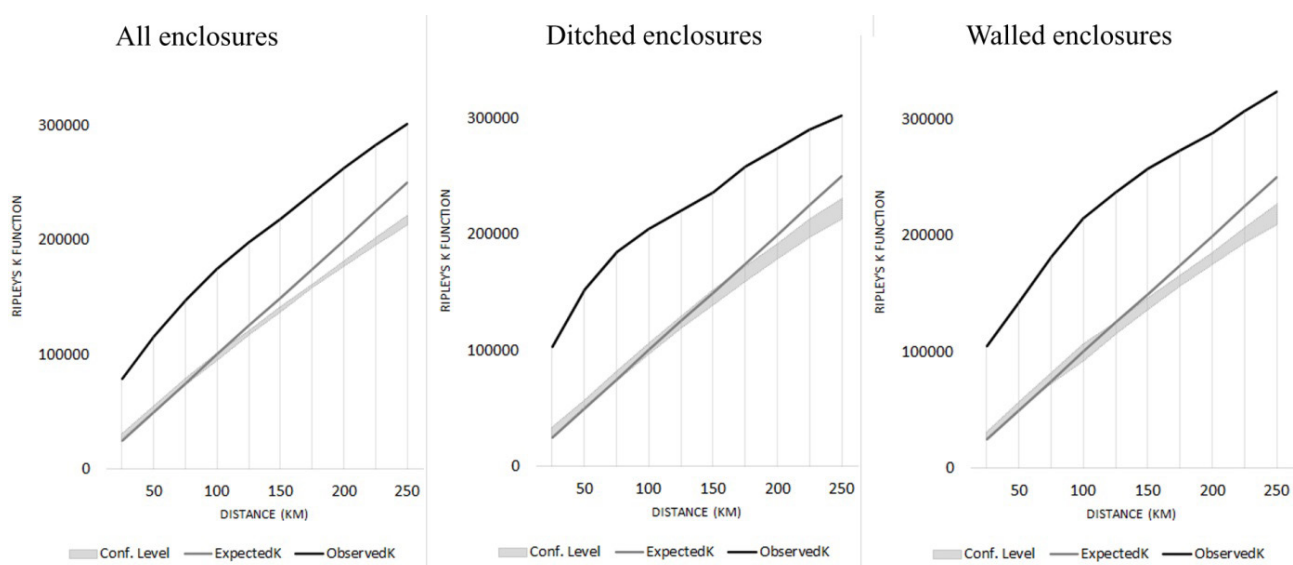 All enclosures
Ditched enclosures
Walled enclosures
RIPLEY'S K FUNCTION
300000
200000
100000
0
50 100 150 200 250
DISTANCE (KM)
Conf. Level ExpectedK ObservedK
RIPLEY'S K FUNCTION
300000
200000
100000
0
50 100 150 200 250
DISTANCE (KM)
Conf. Level ExpectedK ObservedK
RIPLEY'S K FUNCTION
300000
200000
100000
0
50 100 150 200 250
DISTANCE (KM)
Conf. Level ExpectedK ObservedK